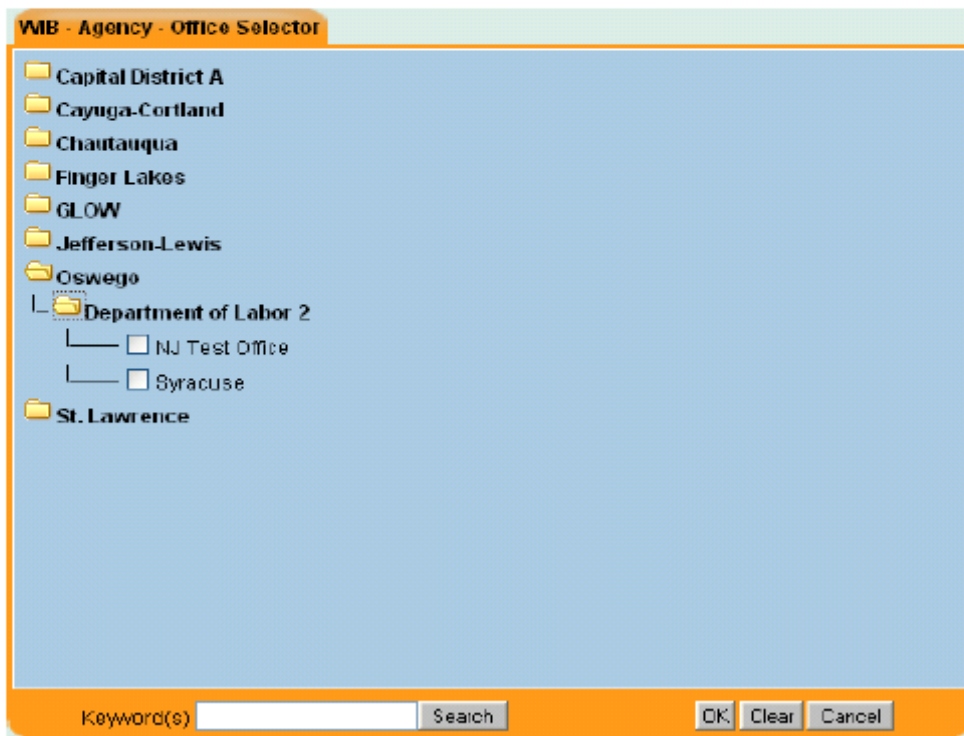 WIB - Agency - Office Selector
Capital District A
Cayuga-Cortland
Chautauqua
Finger Lakes
GLOW
Jefferson-Lewis
Oswego
Department of Labor 2
NJ Test Office
Syracuse
St. Lawrence
Keyword(s) Search OK Clear Cancel